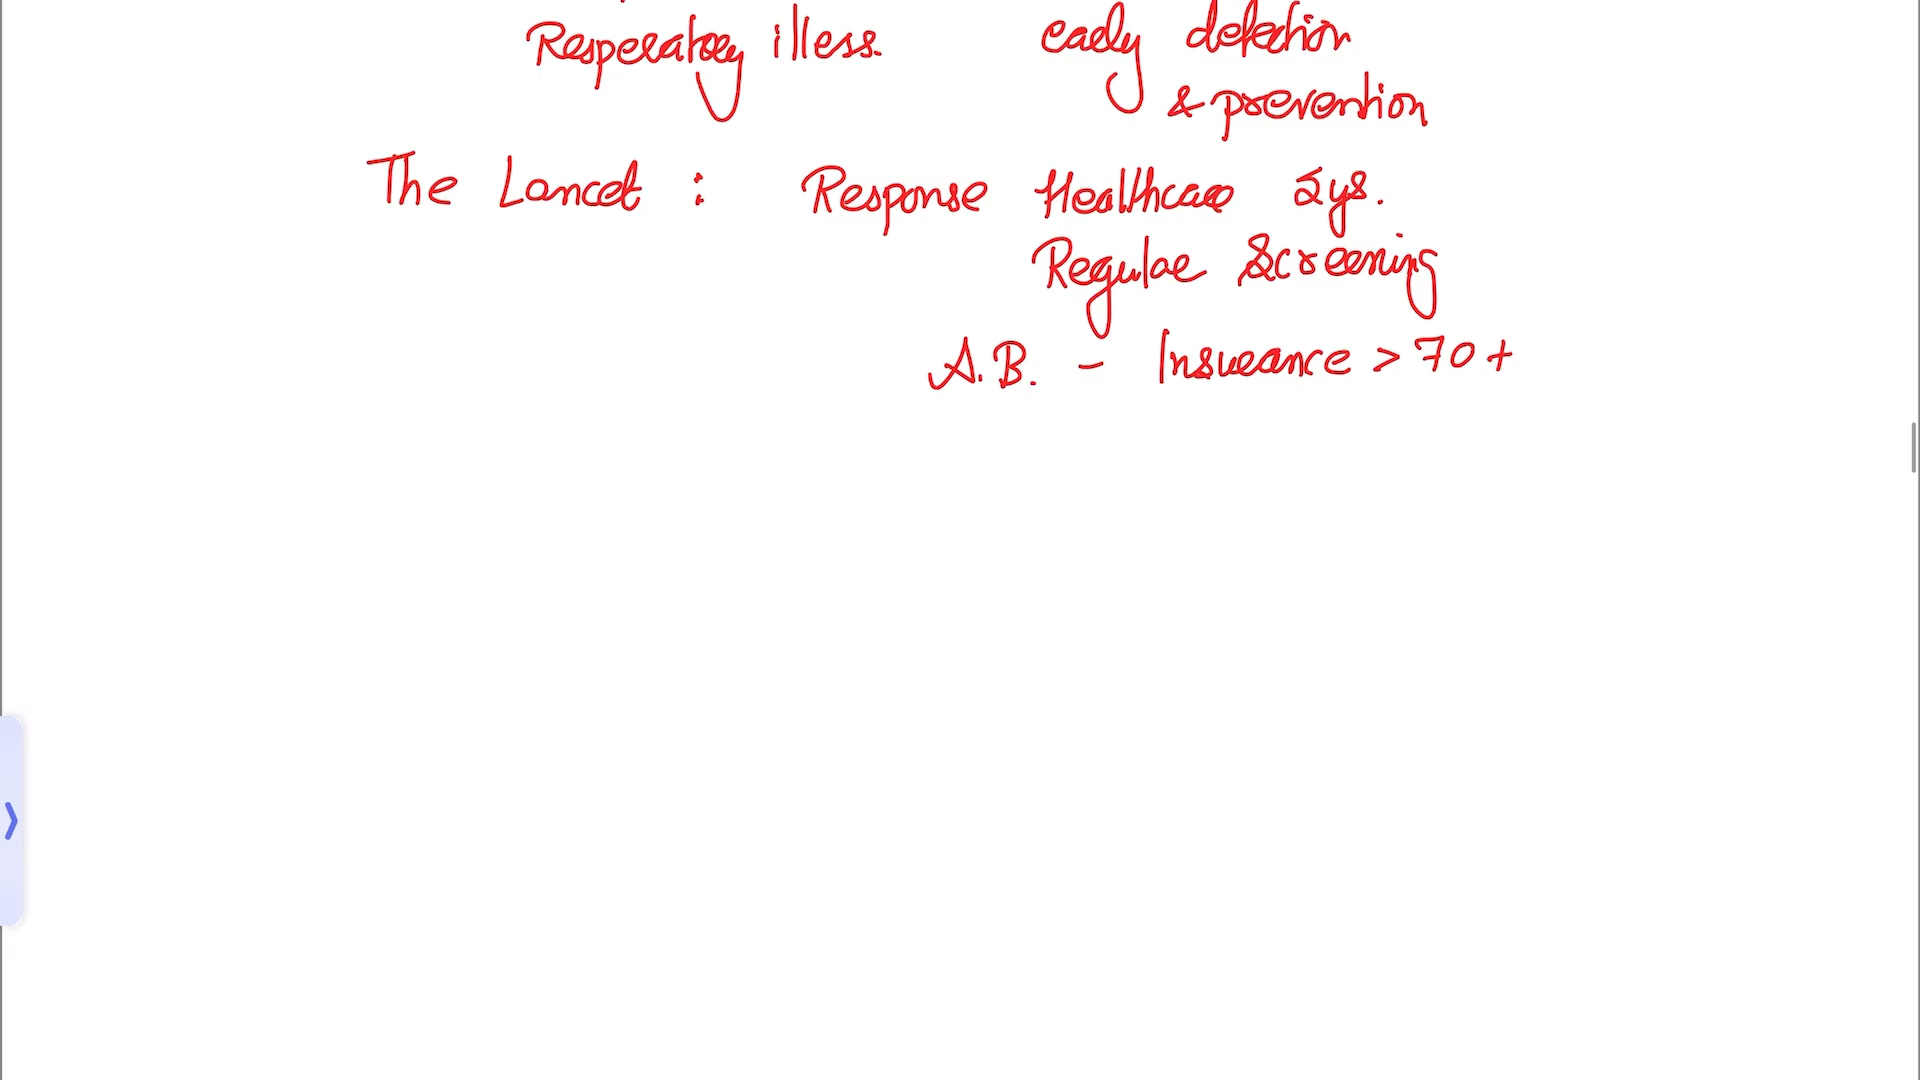 Resperatory illess. early detection
& prevention
The Lancet : Response Healthcare Sys.
Regular Screening
A.B. - Insurance > 70 +